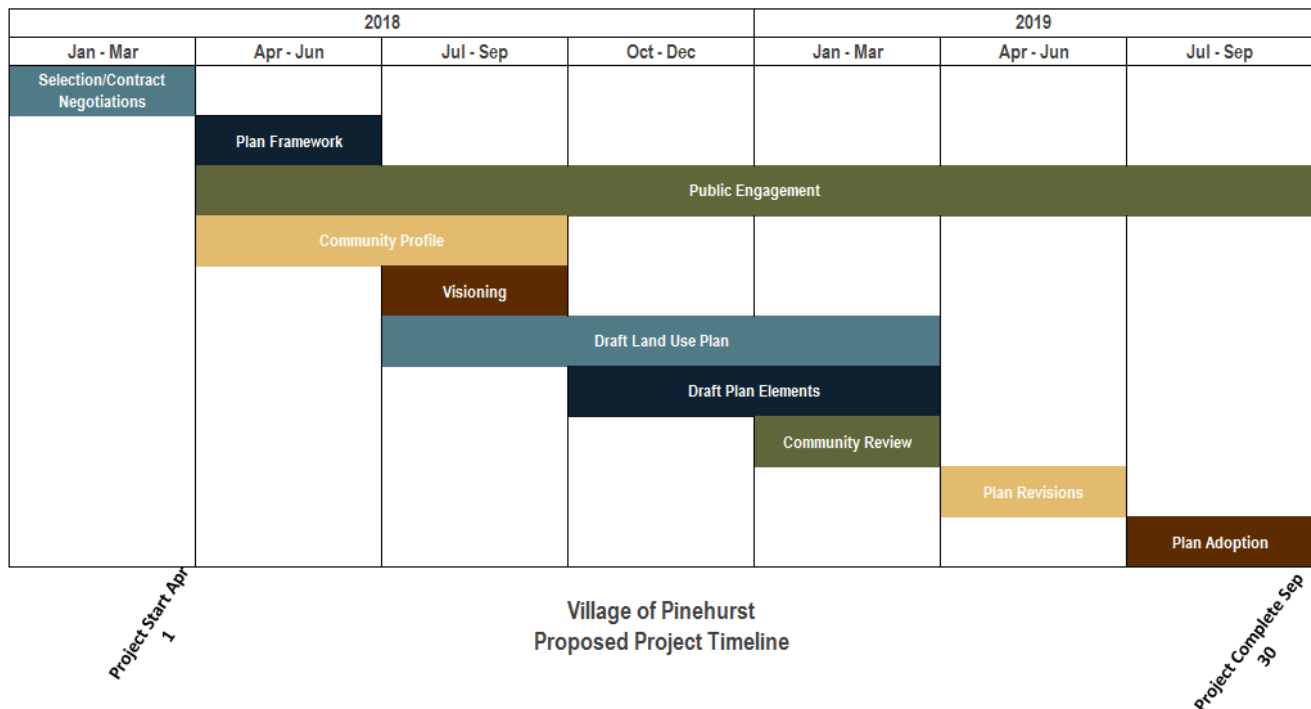 2018 2019
Jan - Mar Apr - Jun Jul - Sep Oct - Dec Jan - Mar Apr - Jun Jul - Sep
Selection/Contract
Negotiations
Plan Framework
Public Engagement
Community Profile
Visioning
Draft Land Use Plan
Draft Plan Elements
Community Review
Plan Revisions
Plan Adoption
Project Start Apr
1
Village of Pinehurst
Proposed Project Timeline
Project Complete Sep
30